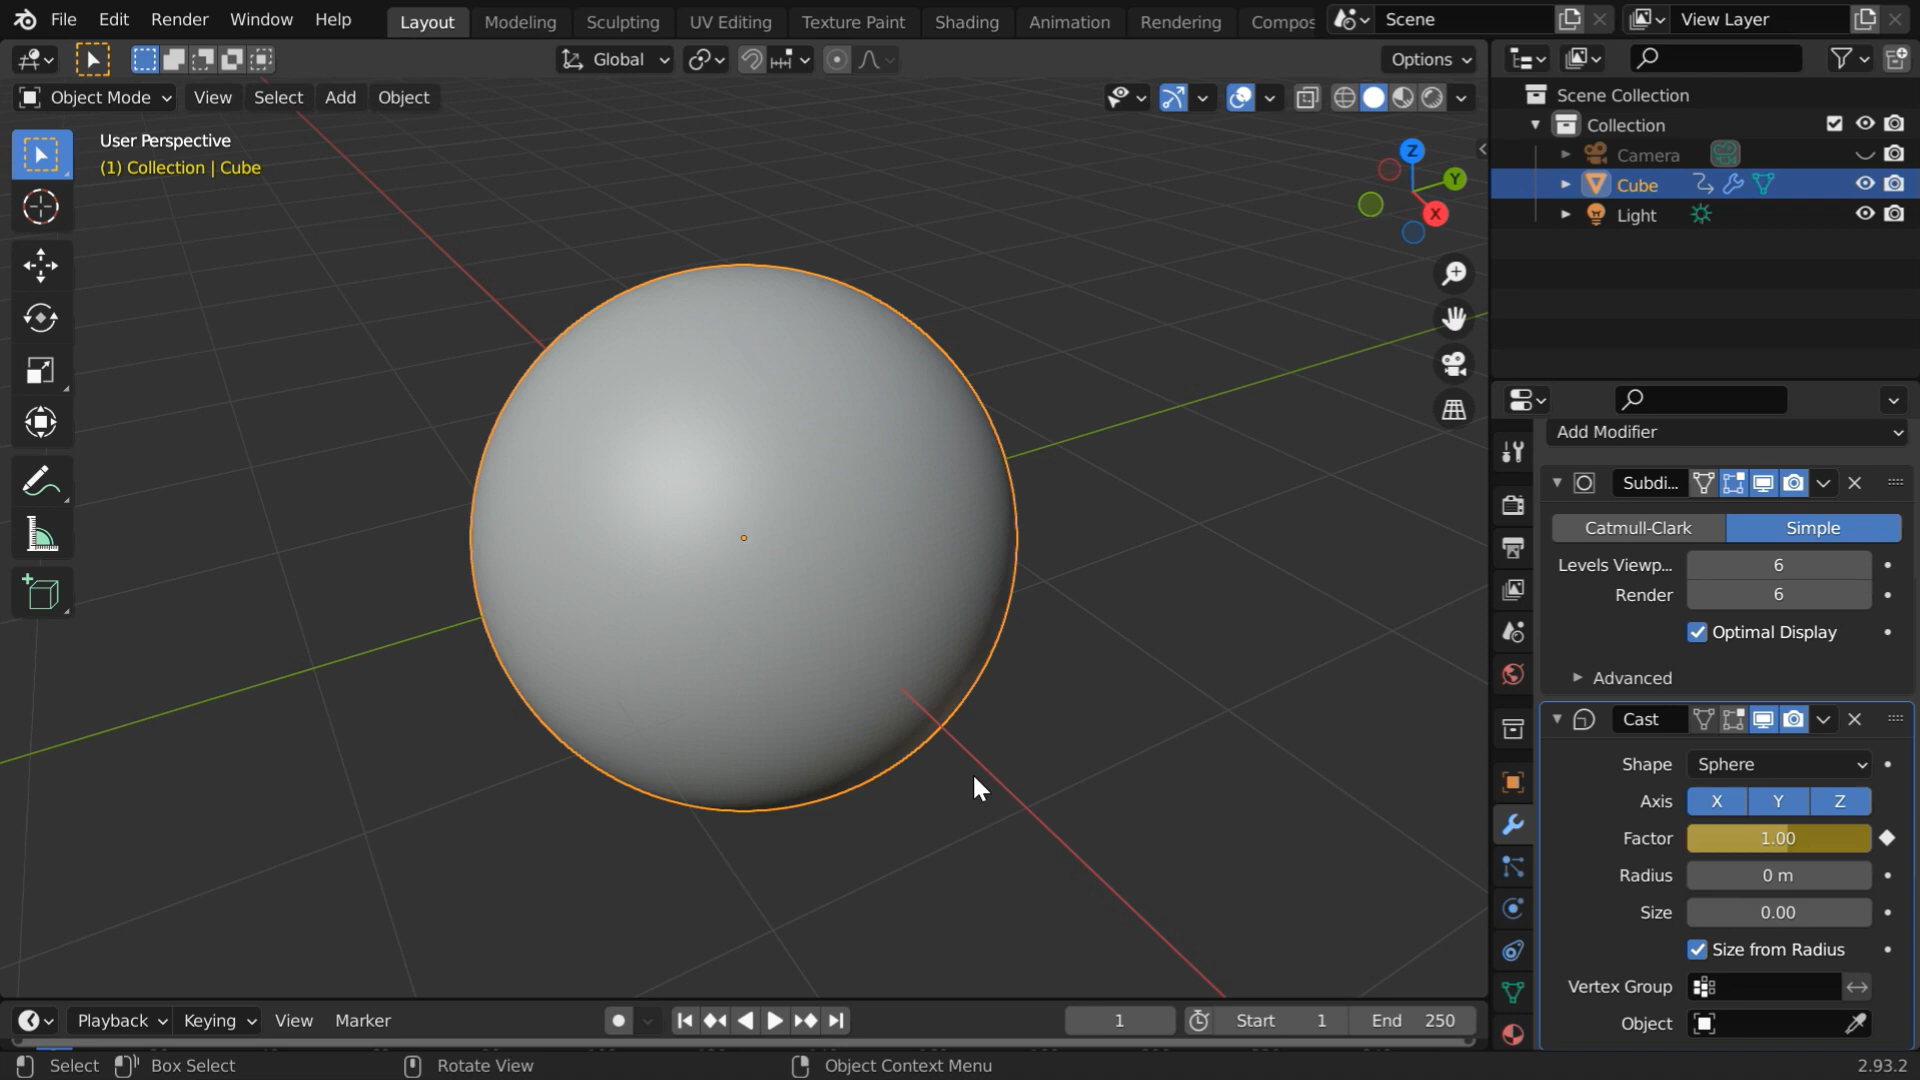 File Edit Render Window Help Layout Modeling Sculpting UV Editing Texture Paint Shading Animation Rendering Compos Scene View Layer
Global Options
Object Mode View Select Add Object
User Perspective
(1) Collection | Cube
Z
Y
X
Scene Collection
Collection
Camera
Cube
Light
Add Modifier
Subdi...
Catmull-Clark Simple
Levels Viewp... 6
Render 6
Optimal Display
Advanced
Cast
Shape Sphere
Axis X Y Z
Factor 1.00
Radius 0 m
Size 0.00
Size from Radius
Vertex Group
Object
Playback Keying View Marker 1 Start 1 End 250
Select Box Select Rotate View Object Context Menu 2.93.2